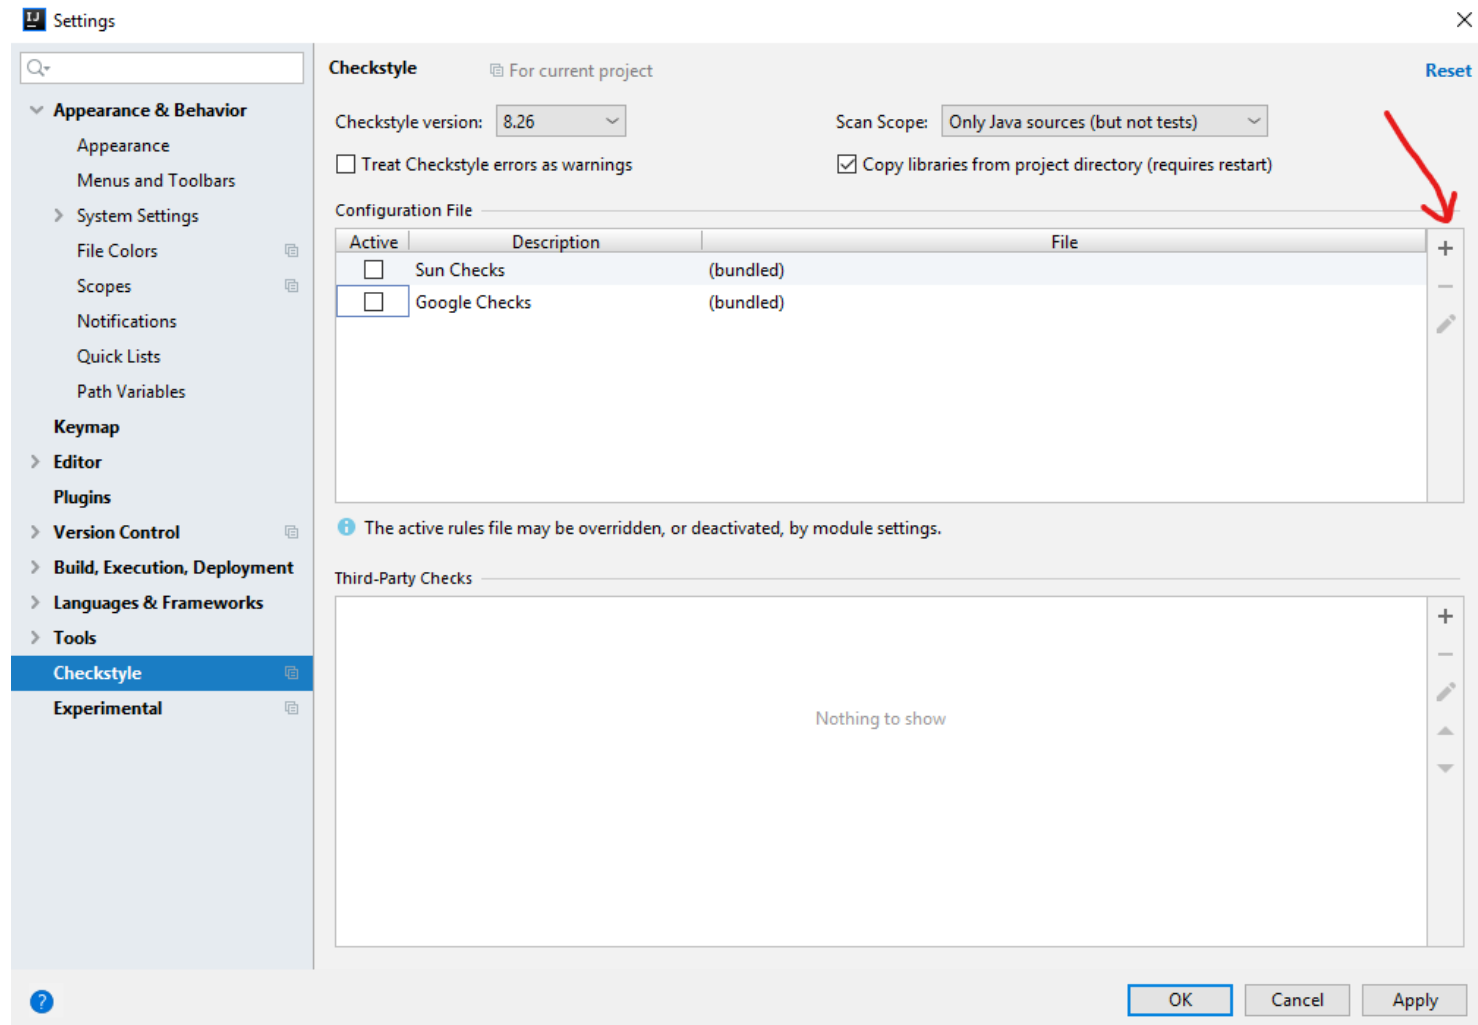 IJ Settings
Checkstyle For current project Reset
Appearance & Behavior
Appearance
Menus and Toolbars
System Settings
File Colors
Scopes
Notifications
Quick Lists
Path Variables
Keymap
Editor
Plugins
Version Control
Build, Execution, Deployment
Languages & Frameworks
Tools
Checkstyle
Experimental
Checkstyle version: 8.26 Scan Scope: Only Java sources (but not tests)
Treat Checkstyle errors as warnings Copy libraries from project directory (requires restart)
Configuration File
Active Description File
Sun Checks (bundled)
Google Checks (bundled)
The active rules file may be overridden, or deactivated, by module settings.
Third-Party Checks
Nothing to show
? OK Cancel Apply